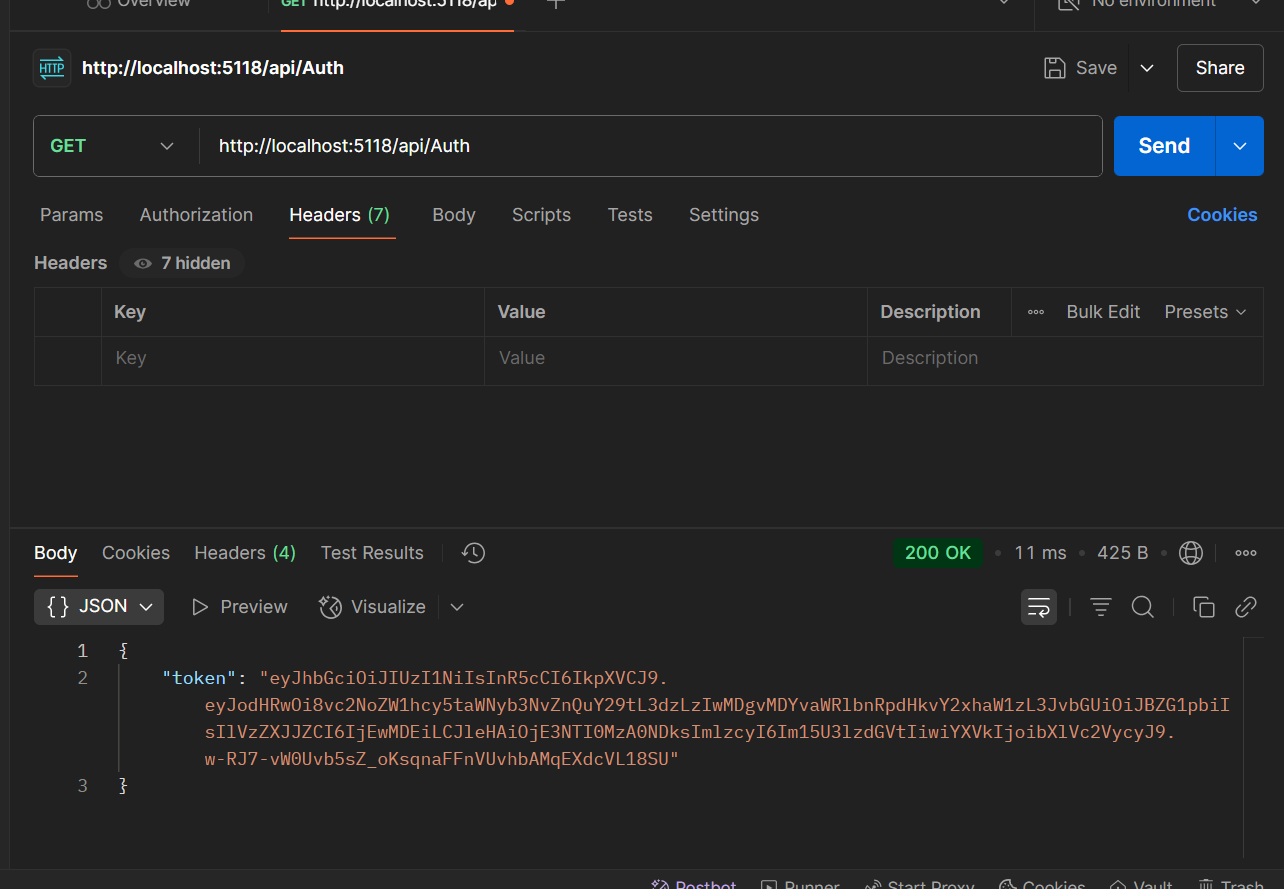 Overview
GET http://localhost:5118/ap
No environment
HTTP
http://localhost:5118/api/Auth
Save
Share
GET
http://localhost:5118/api/Auth
Send
Params Authorization Headers (7) Body Scripts Tests Settings
Cookies
Headers 7 hidden
Key Value Description Bulk Edit Presets
Key Value Description
Body Cookies Headers (4) Test Results
200 OK • 11 ms • 425 B •
{} JSON Preview Visualize
1 {
2 "token": "eyJhbGciOiJIUzI1NiIsInR5cCI6IkpXVCJ9.
eyJodHRwOi8vc2NoZW1hcy5taWNyb3NvZnQuY29tL3dzLzIwMDgvMDYvaWRlbnRpdHkvY2xhaW1zL3JvbGUiOiJBZG1pbiI
sIlVzZXJJZCI6IjEwMDEiLCJleHAiOjE3NTI0MzA0NDksImlzcyI6Im15U3lzdGVtIiwiYXVkIjoibXlVc2VycyJ9.
w-RJ7-vW0Uvb5sZ_oKsqnaFFnVUvhbAMqEXdcVL18SU"
3 }
Postbot Runner Start Proxy Cookies Vault Trash